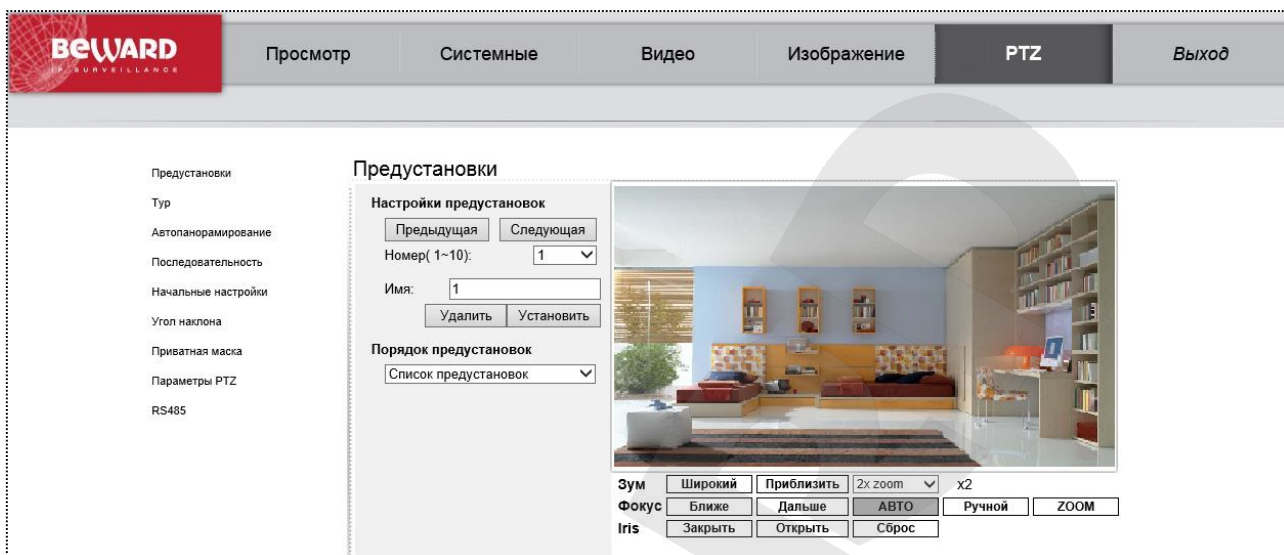 BEWARD
IP SURVEILLANCE
Просмотр
Системные
Видео
Изображение
PTZ
Выход
Предустановки
Тур
Автопанорамирование
Последовательность
Начальные настройки
Угол наклона
Приватная маска
Параметры PTZ
RS485
Предустановки
Настройки предустановок
Предыдущая Следующая
Номер( 1~10): 1
Имя: 1
Удалить Установить
Порядок предустановок
Список предустановок
Зум Широкий Приблизить 2x zoom x2
Фокус Ближе Дальше АВТО Ручной ZOOM
Iris Закрыть Открыть Сброс